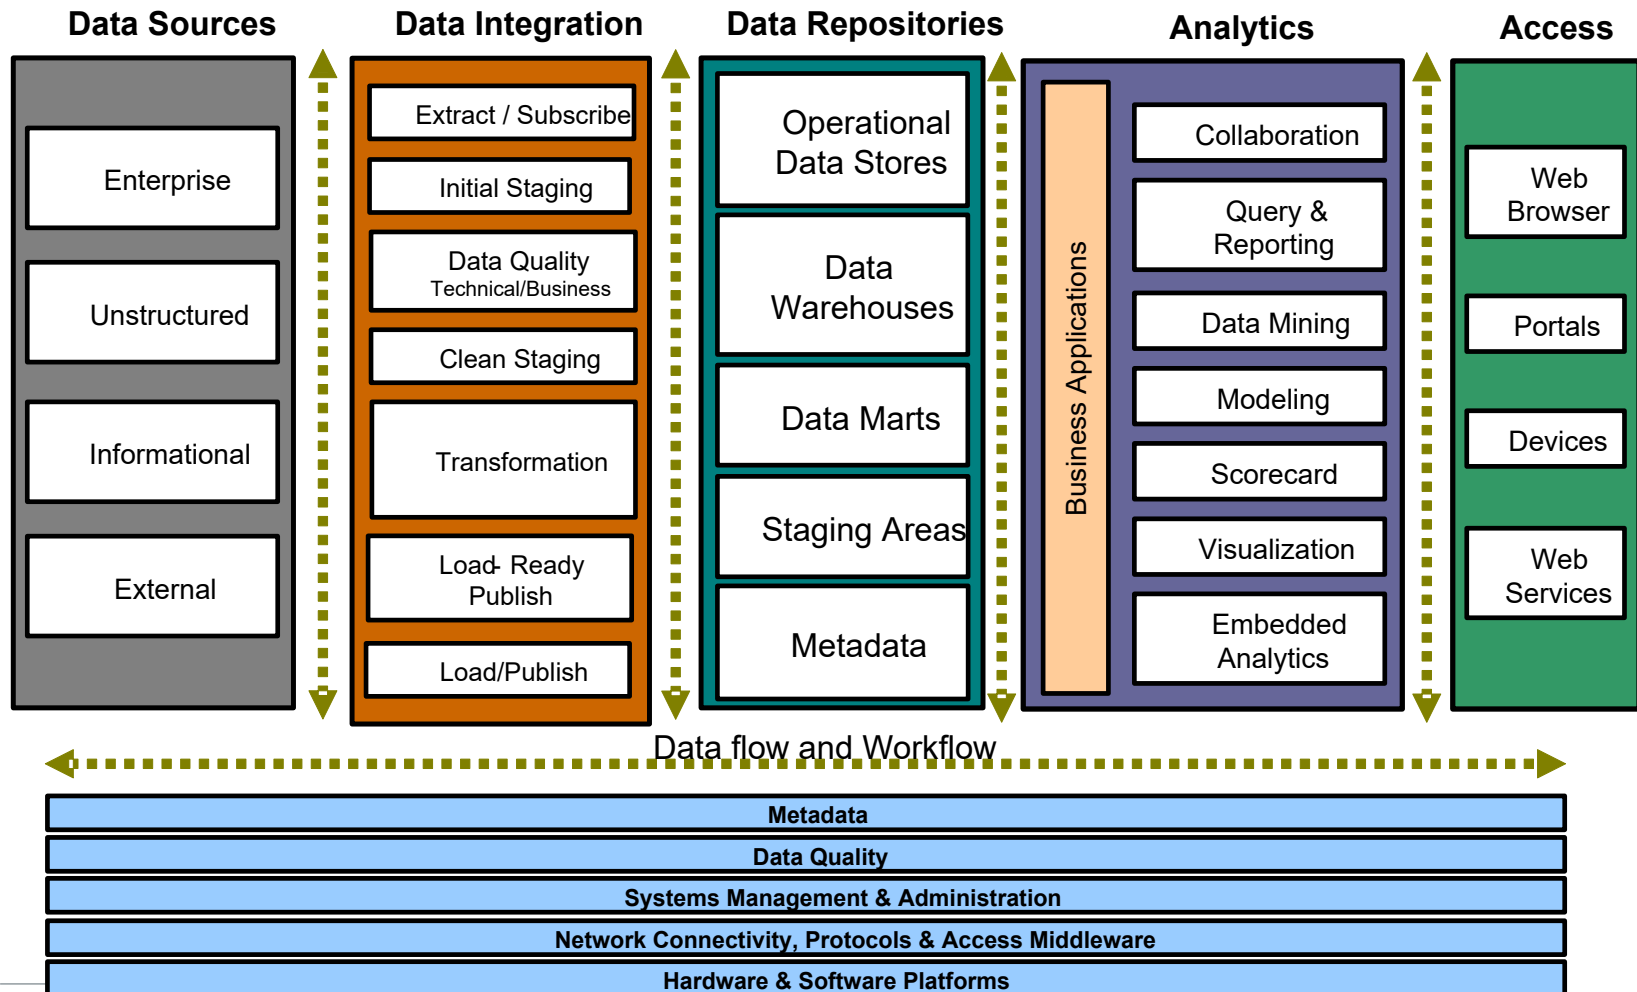 Data Sources
Data Integration
Data Repositories
Analytics
Access
Enterprise
Unstructured
Informational
External
Extract / Subscribe
Initial Staging
Data Quality
Technical/Business
Clean Staging
Transformation
Load- Ready
Publish
Load/Publish
Operational
Data Stores
Data
Warehouses
Data Marts
Staging Areas
Metadata
Business Applications
Collaboration
Query &
Reporting
Data Mining
Modeling
Scorecard
Visualization
Embedded
Analytics
Web
Browser
Portals
Devices
Web
Services
Data flow and Workflow
Metadata
Data Quality
Systems Management & Administration
Network Connectivity, Protocols & Access Middleware
Hardware & Software Platforms